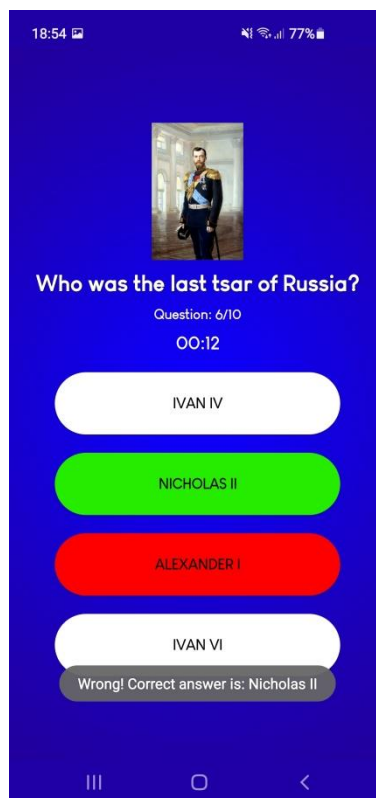 18:54 77%
Who was the last tsar of Russia?
Question: 6/10
00:12
IVAN IV
NICHOLAS II
ALEXANDER I
IVAN VI
Wrong! Correct answer is: Nicholas II